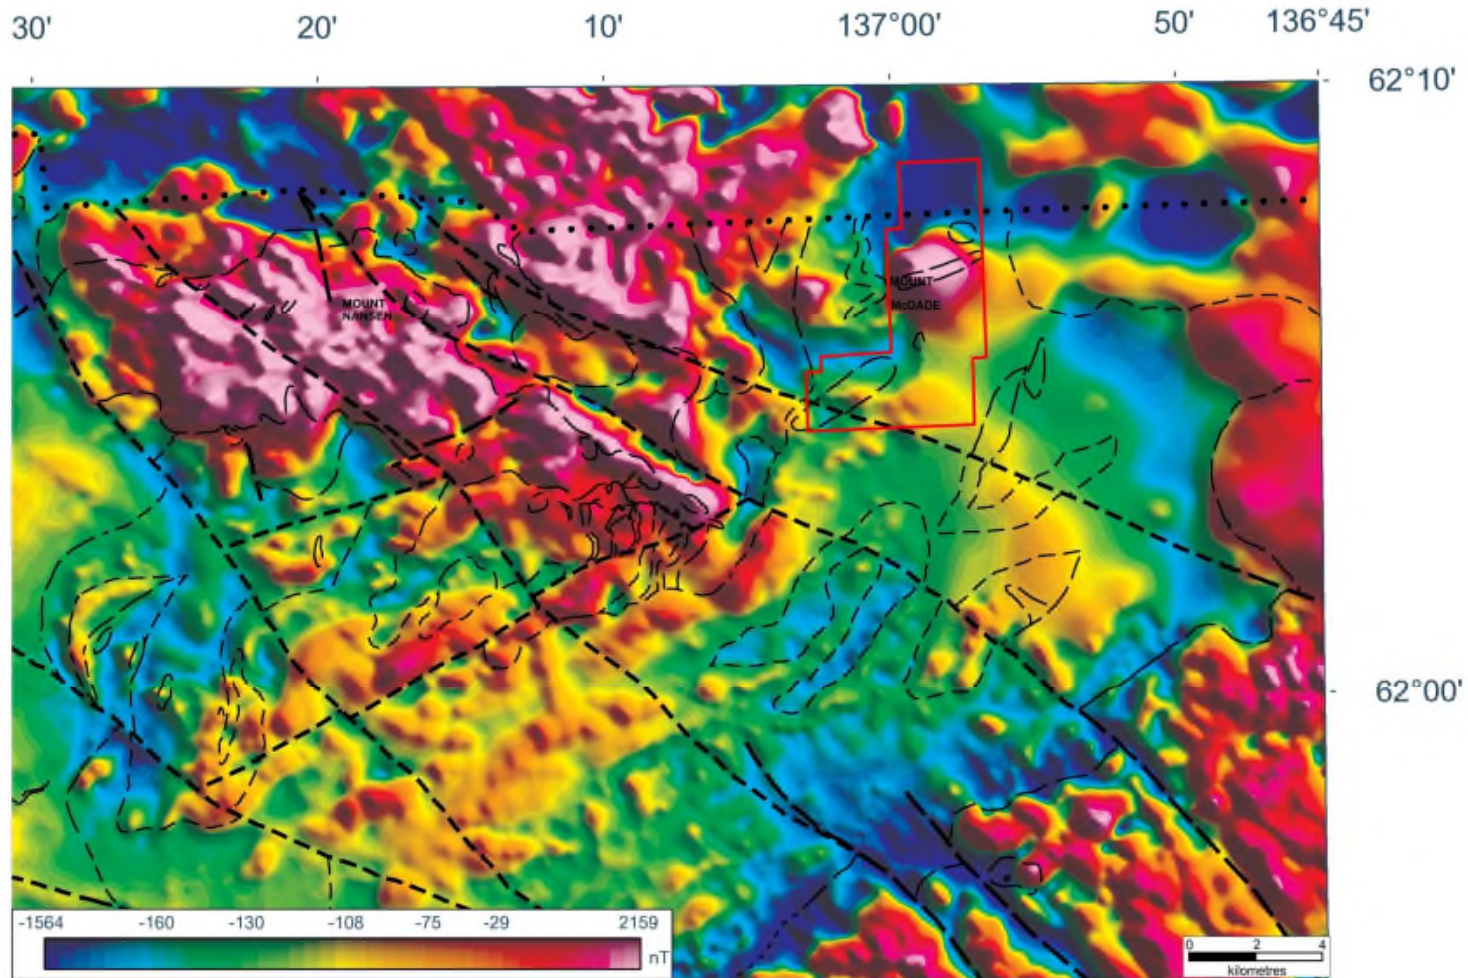 30' 20' 10' 137°00' 50' 136°45'
62°10'
MOUNT
McDADE
MOUNT
NANSEN
62°00'
-1564 -160 -130 -108 -75 -29 2159
nT
0 2 4
kilometres